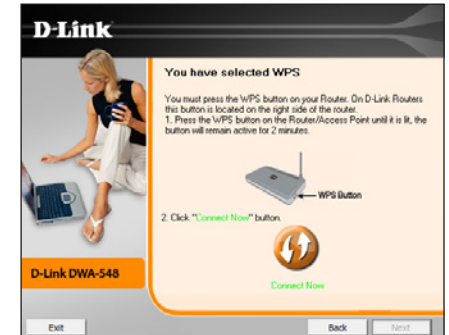 D-Link
You have selected WPS
You must press the WPS button on your Router. On D-Link Routers
this button is located on the right side of the router.
1. Press the WPS button on the Router/Access Point until it is lit, the
button will remain active for 2 minutes.
WPS Button
2. Click "Connect Now" button.
Connect Now
D-Link DWA-548
Exit
Back
Next